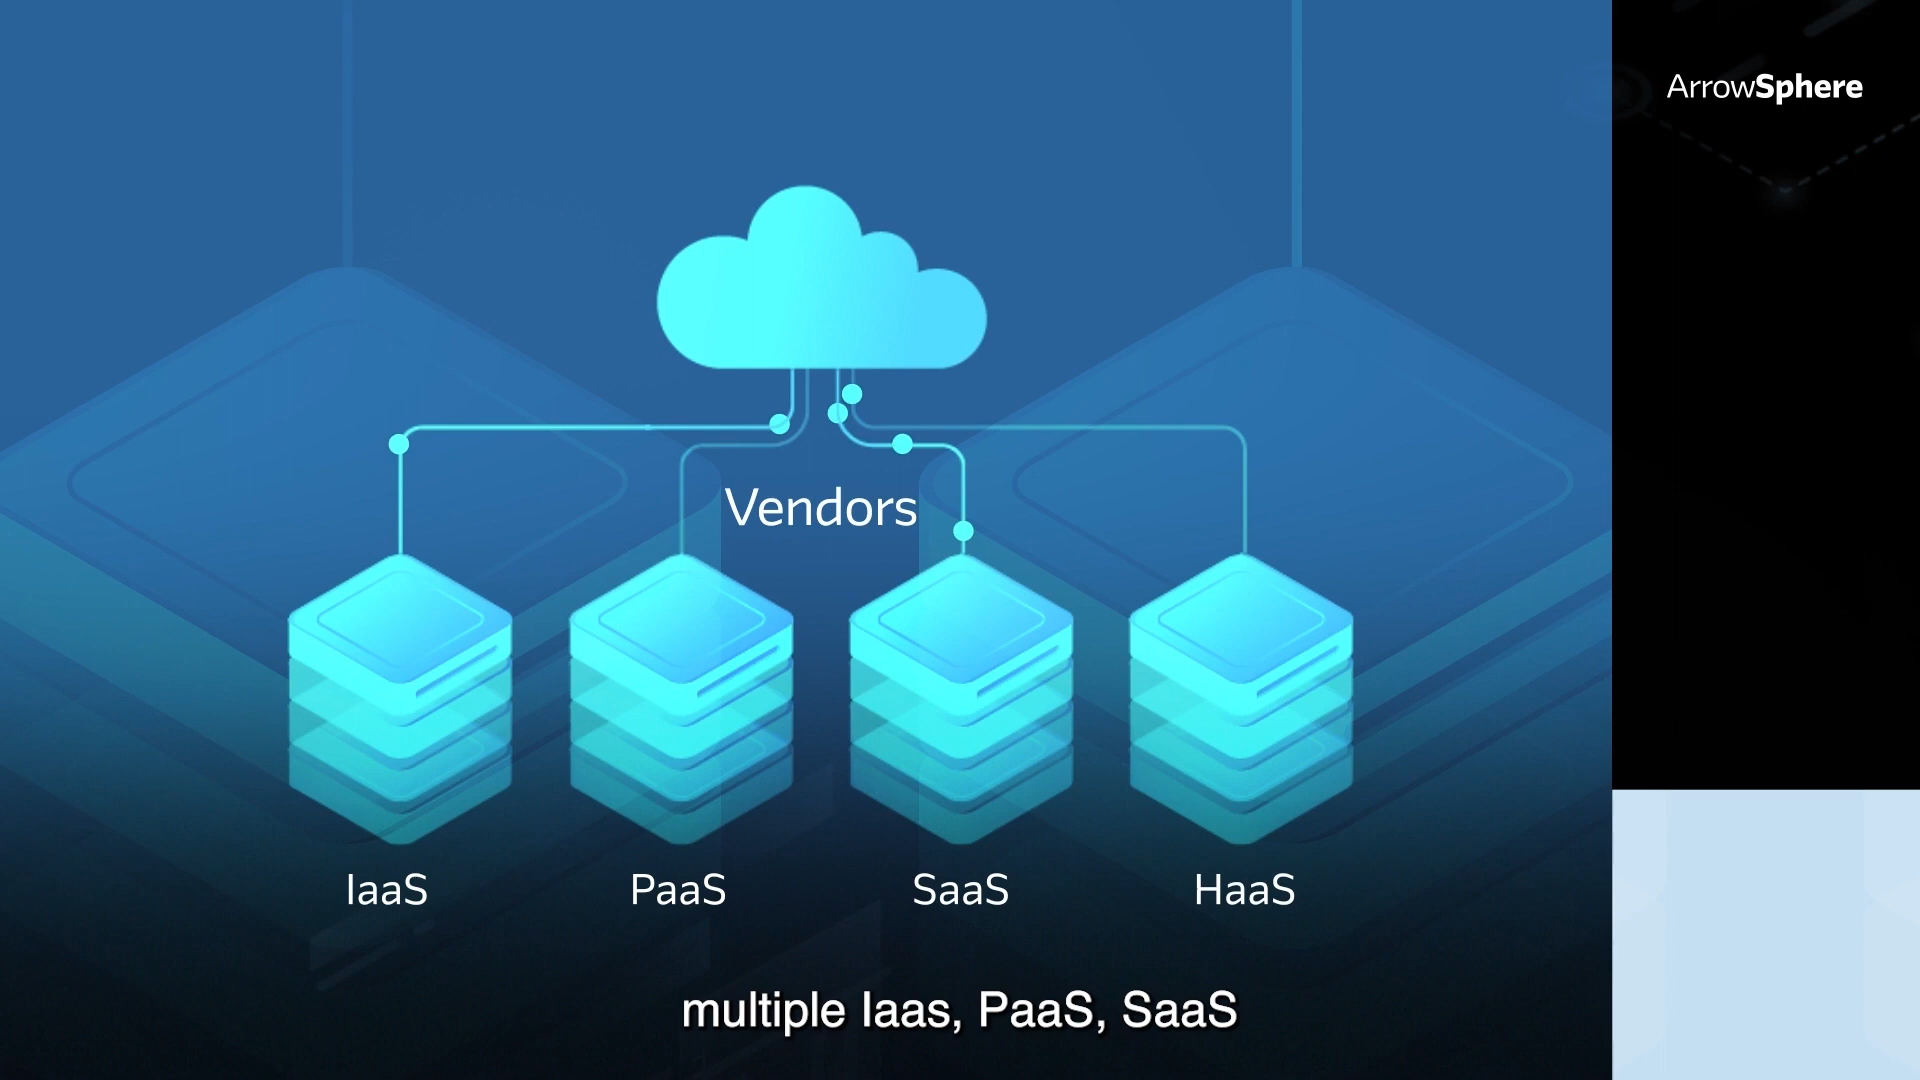 ArrowSphere
Vendors
IaaS
PaaS
SaaS
HaaS
multiple Iaas, PaaS, SaaS